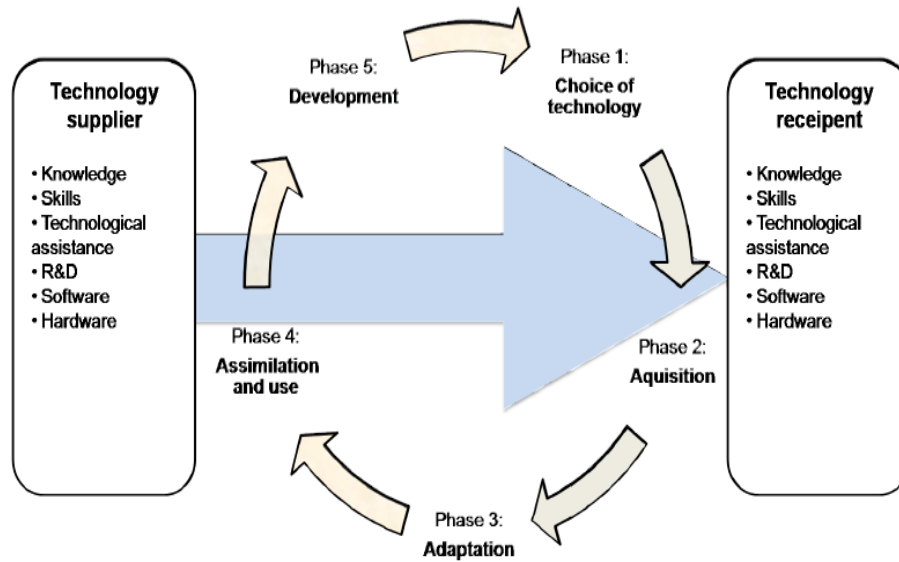 Technology
supplier
• Knowledge
• Skills
• Technological
assistance
• R&D
• Software
• Hardware
Phase 5:
Development
Phase 1:
Choice of
technology
Phase 4:
Assimilation
and use
Phase 2:
Aquisition
Phase 3:
Adaptation
Technology
receipent
• Knowledge
• Skills
• Technological
assistance
• R&D
• Software
• Hardware